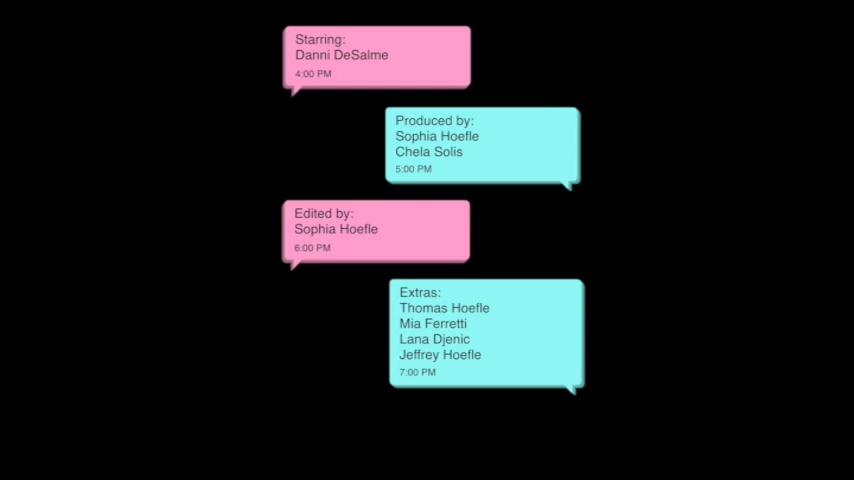 Starring:
Danni DeSalme
4:00 PM
Produced by:
Sophia Hoefle
Chela Solis
5:00 PM
Edited by:
Sophia Hoefle
6:00 PM
Extras:
Thomas Hoefle
Mia Ferretti
Lana Djenic
Jeffrey Hoefle
7:00 PM